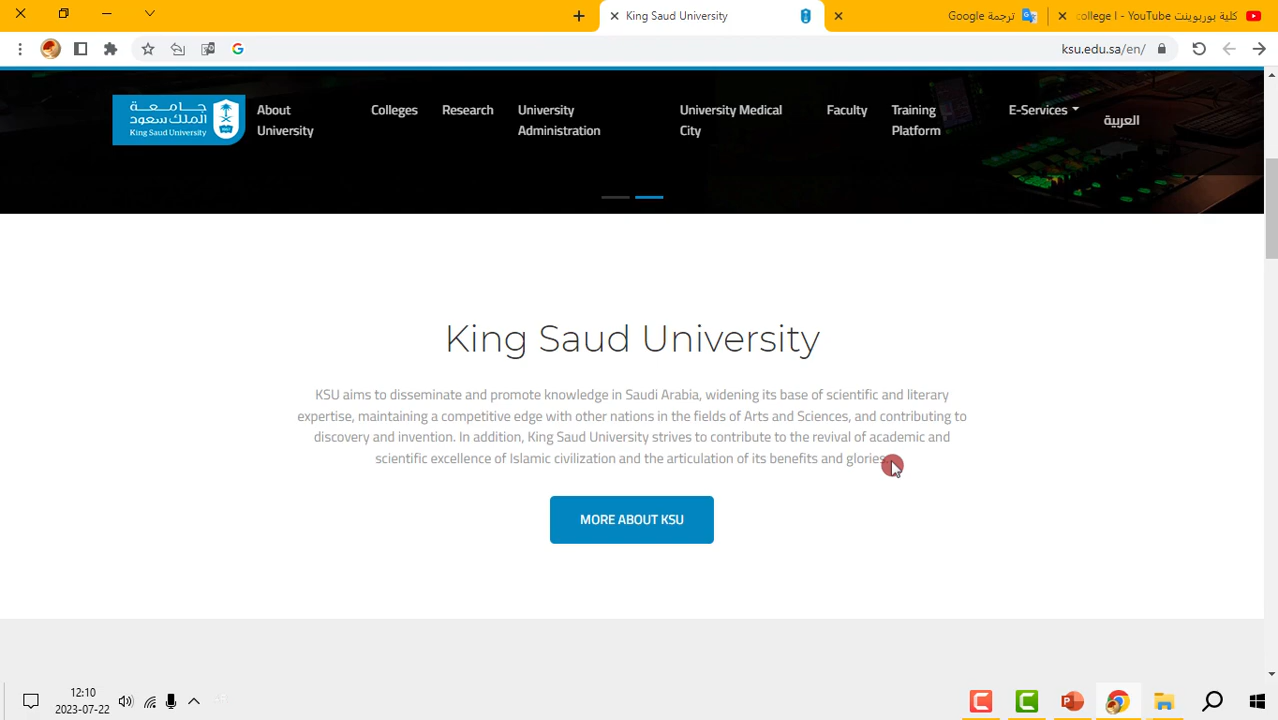 كلية بوربوينت college I - YouTube
ترجمة Google
King Saud University
ksu.edu.sa/en/
جامعة
الملك سعود
King Saud University
About
University
Colleges
Research
University
Administration
University Medical
City
Faculty
Training
Platform
E-Services
العربية
King Saud University
KSU aims to disseminate and promote knowledge in Saudi Arabia, widening its base of scientific and literary
expertise, maintaining a competitive edge with other nations in the fields of Arts and Sciences, and contributing to
discovery and invention. In addition, King Saud University strives to contribute to the revival of academic and
scientific excellence of Islamic civilization and the articulation of its benefits and glories
MORE ABOUT KSU
12:10
2023-07-22